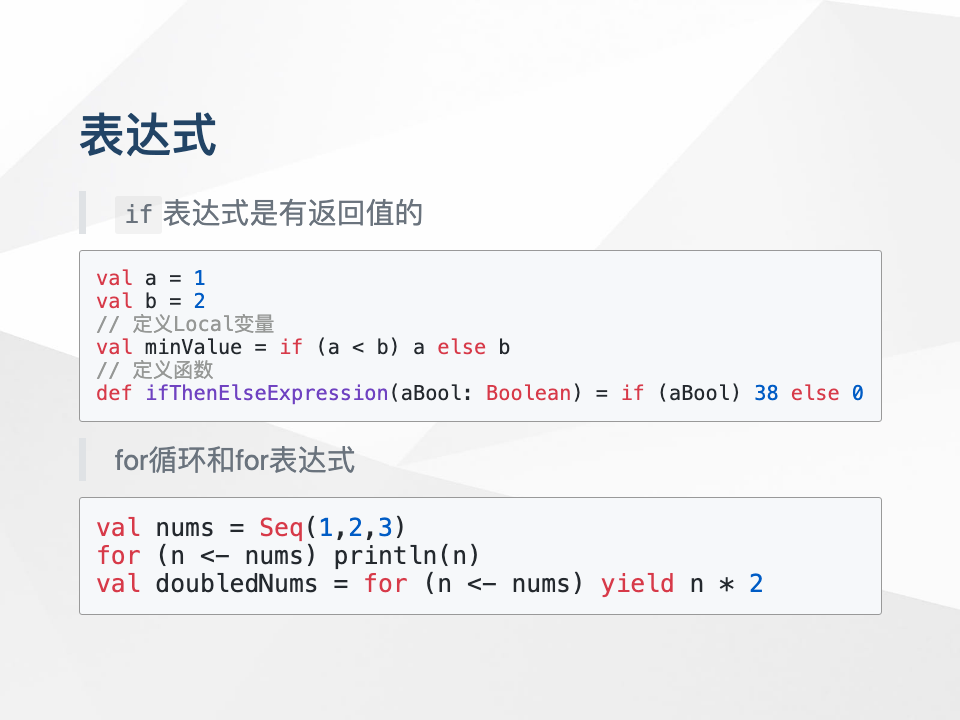 表达式
if 表达式是有返回值的
val a = 1
val b = 2
// 定义Local变量
val minValue = if (a < b) a else b
// 定义函数
def ifThenElseExpression(aBool: Boolean) = if (aBool) 38 else 0
for循环和for表达式
val nums = Seq(1,2,3)
for (n <- nums) println(n)
val doubledNums = for (n <- nums) yield n * 2